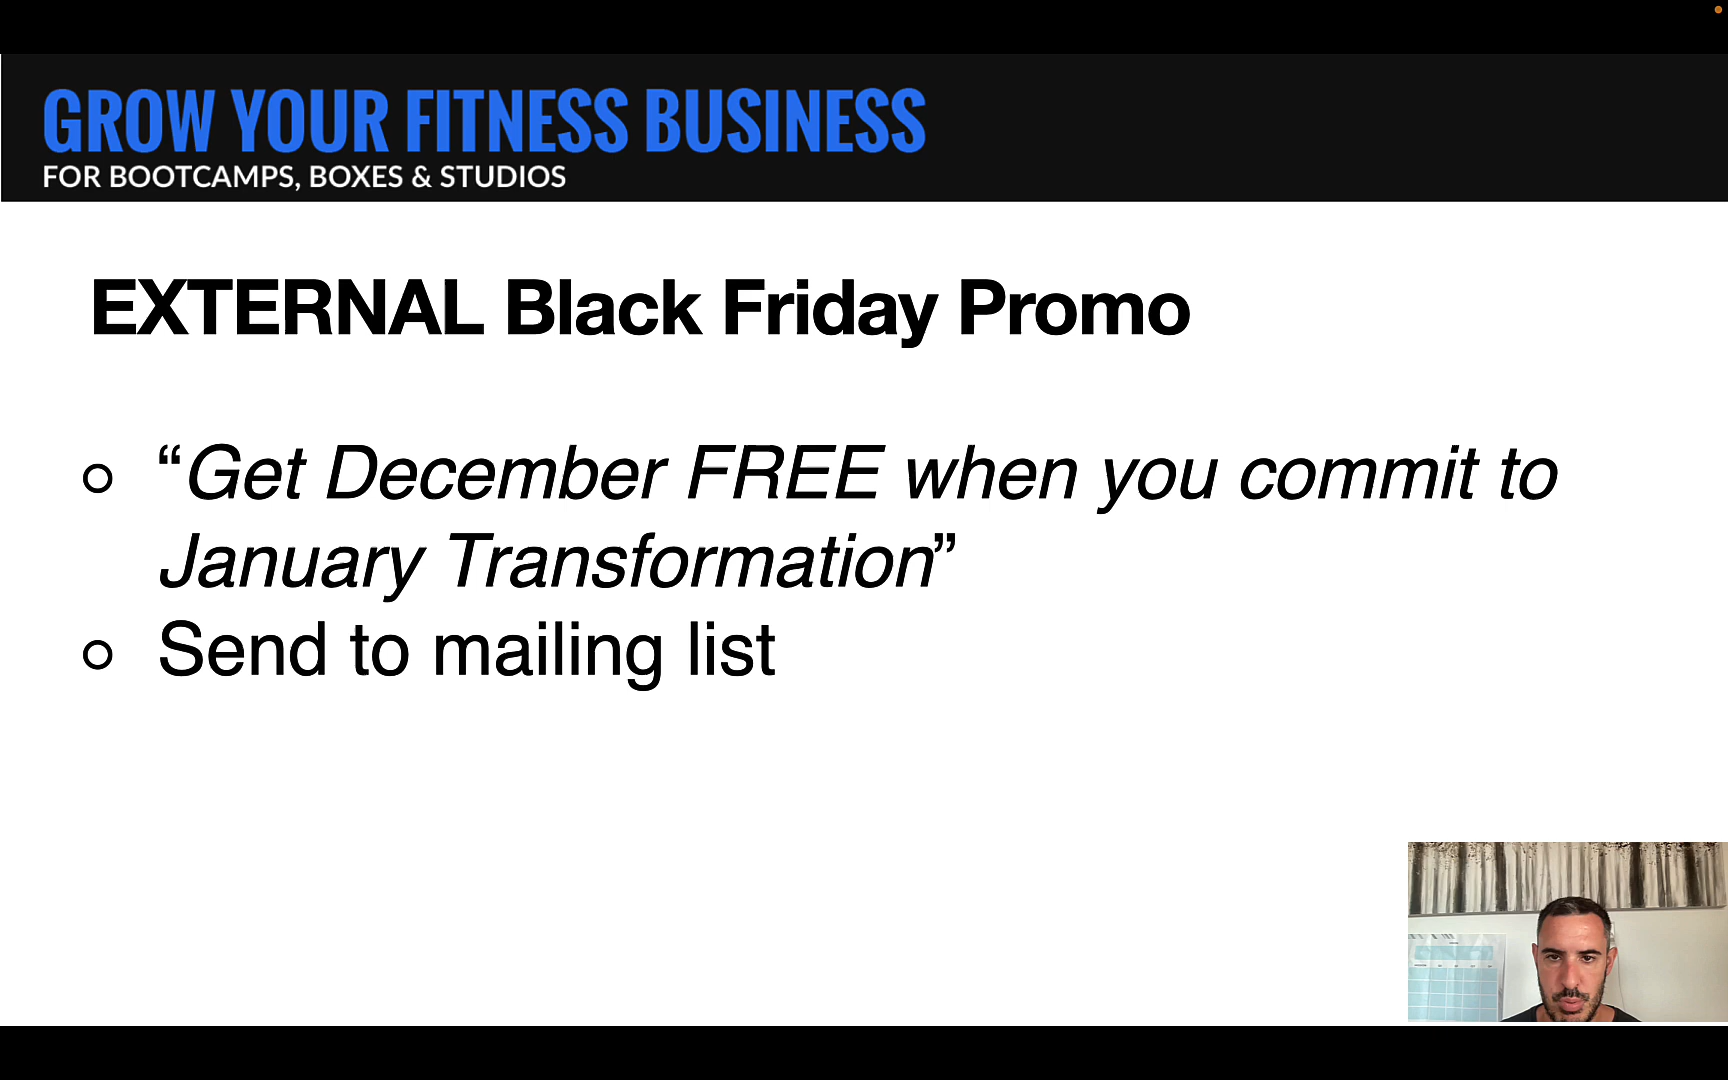 GROW YOUR FITNESS BUSINESS
FOR BOOTCAMPS, BOXES & STUDIOS
EXTERNAL Black Friday Promo
“Get December FREE when you commit to
January Transformation”
Send to mailing list